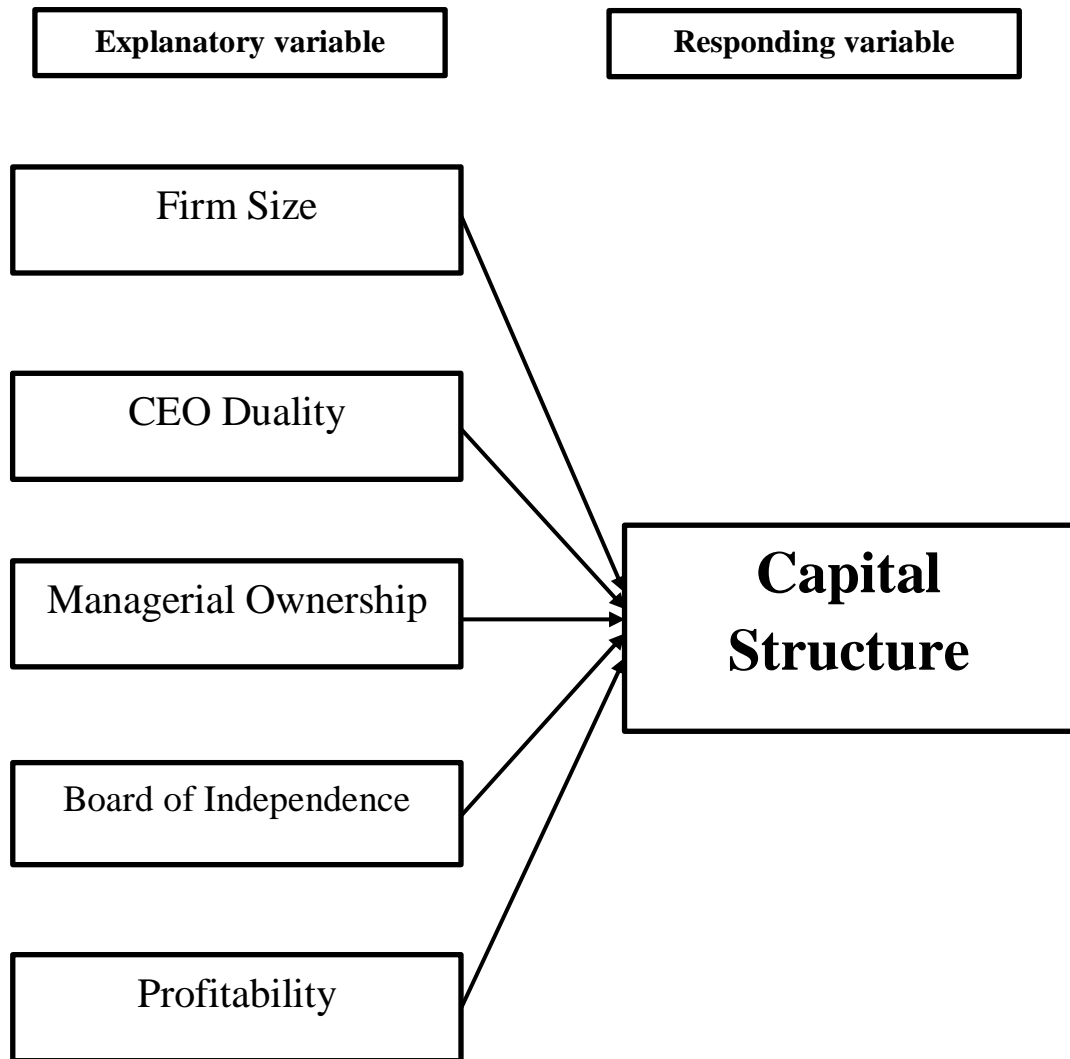 Explanatory variable
Responding variable
Firm Size
CEO Duality
Managerial Ownership
Board of Independence
Profitability
Capital
Structure